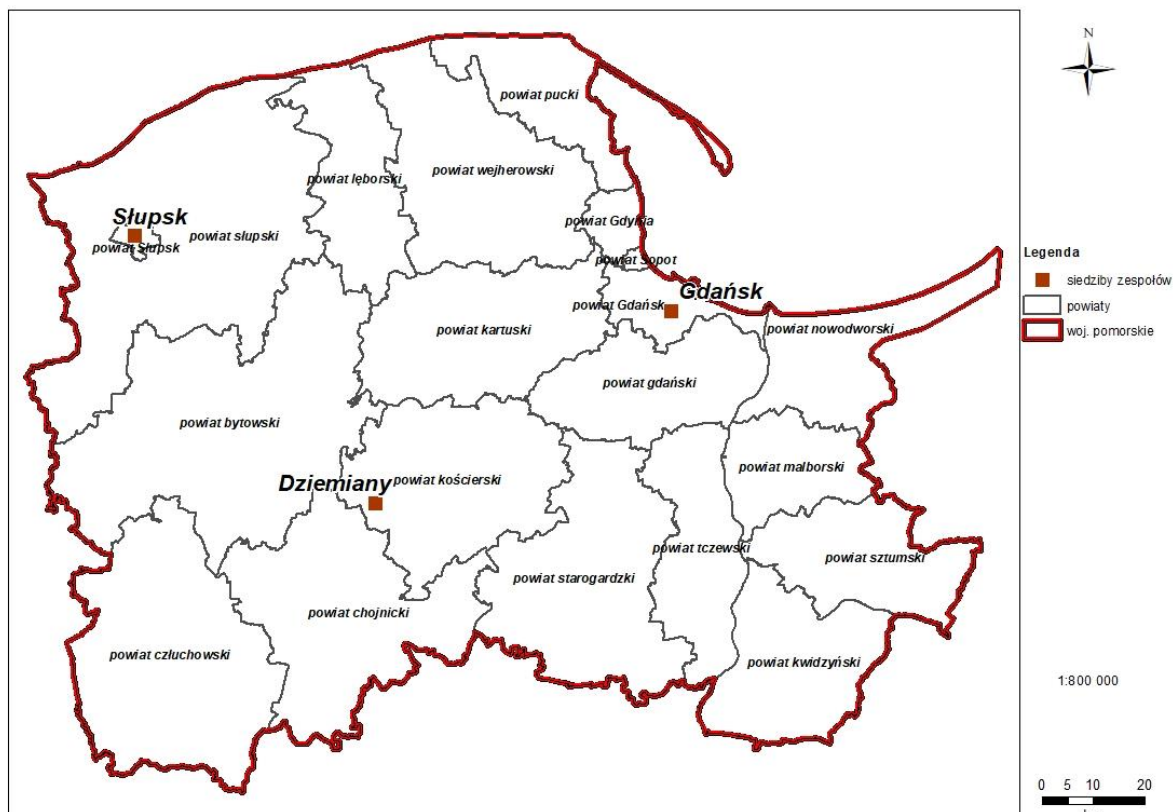 N
powiat pucki
powiat lęborski
powiat wejherowski
Słupsk
powiat Słupsk
powiat słupski
powiat Gdynia
powiat Sopot
Gdańsk
powiat Gdańsk
powiat nowodworski
powiat kartuski
powiat gdański
powiat bytowski
powiat malborski
Dziemiany
powiat kościerski
powiat tczewski
powiat sztumski
powiat starogardzki
powiat chojnicki
powiat człuchowski
powiat kwidzyński
Legenda
siedziby zespołów
powiaty
woj. pomorskie
1:800 000
0 5 10 20